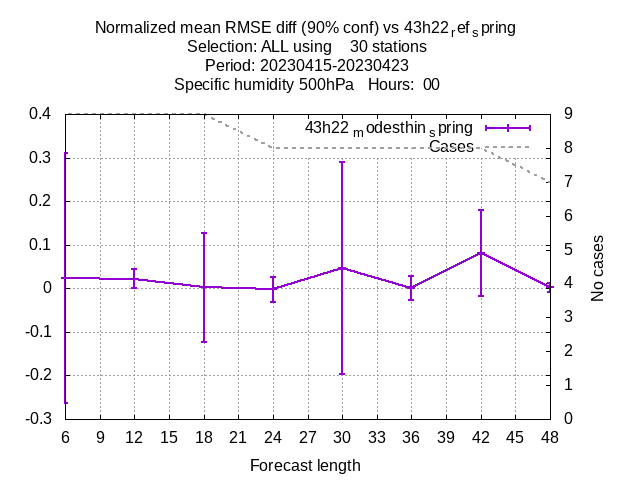 Normalized mean RMSE diff (90% conf) vs 43h22refspring
Selection: ALL using 30 stations
Period: 20230415-20230423
Specific humidity 500hPa Hours: 00
0.4
0.3
0.2
0.1
0
-0.1
-0.2
-0.3
9
8
7
6
5
4
3
2
1
0
43h22modesthinspring
Cases
No cases
6 9 12 15 18 21 24 27 30 33 36 39 42 45 48
Forecast length